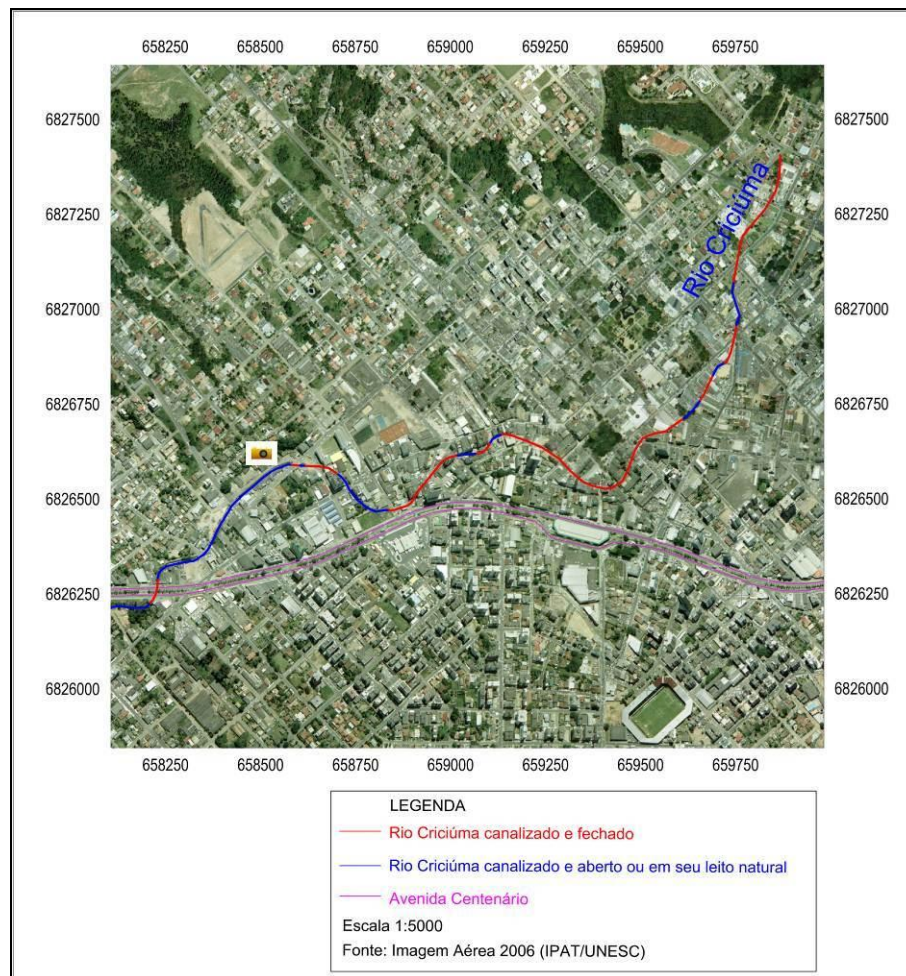 658250 658500 658750 659000 659250 659500 659750
6827500 6827500
6827250 6827250
6827000 6827000
6826750 6826750
6826500 6826500
6826250 6826250
6826000 6826000
Rio Criciúma
658250 658500 658750 659000 659250 659500 659750
LEGENDA
Rio Criciúma canalizado e fechado
Rio Criciúma canalizado e aberto ou em seu leito natural
Avenida Centenário
Escala 1:5000
Fonte: Imagem Aérea 2006 (IPAT/UNESC)